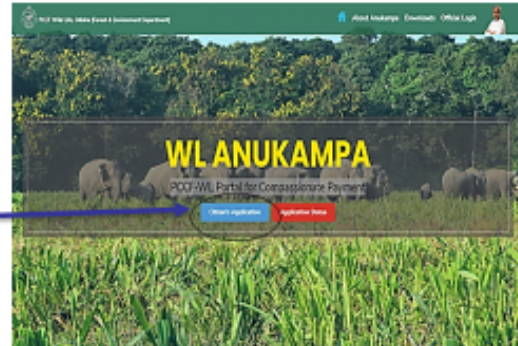 PCCF Wild Life, Odisha (Forest & Environment Department)
About Anukampa Downloads Official Login
WL ANUKAMPA
PCCF-WL Portal for Compassionate Payment
Citizen's Application Application Status